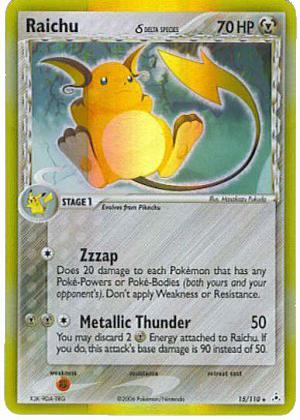 Raichu δ DELTA SPECIES 70 HP
Illus. Masakazu Fukuda
STAGE 1 Evolves from Pikachu
Zzzap
Does 20 damage to each Pokémon that has any
Poké-Powers or Poké-Bodies (both yours and your
opponent's). Don't apply Weakness or Resistance.
Metallic Thunder 50
You may discard 2 Energy attached to Raichu. If
you do, this attack's base damage is 90 instead of 50.
weakness resistance retreat cost
©2006 Pokémon 15/110